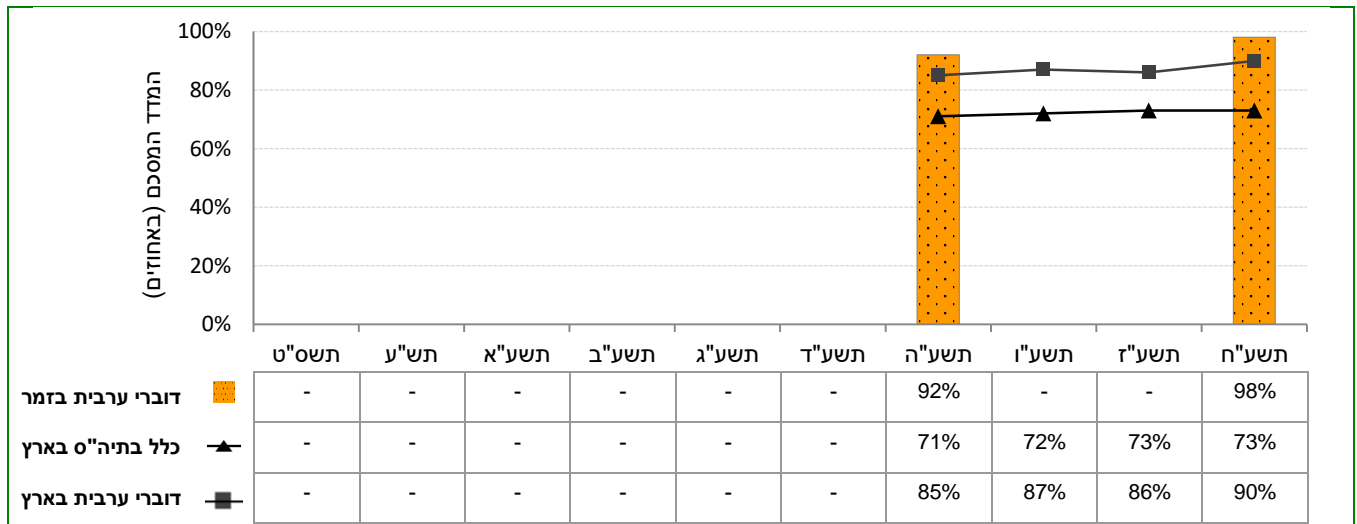 100%
80%
60%
40%
20%
0%
המדד המסכם (באחוזים)
תשס"ט תש"ע תשע"א תשע"ב תשע"ג תשע"ד תשע"ה תשע"ו תשע"ז תשע"ח
דוברי ערבית בזמר - - - - - - 92% - - 98%
כלל בתיה"ס בארץ - - - - - - 71% 72% 73% 73%
דוברי ערבית בארץ - - - - - - 85% 87% 86% 90%